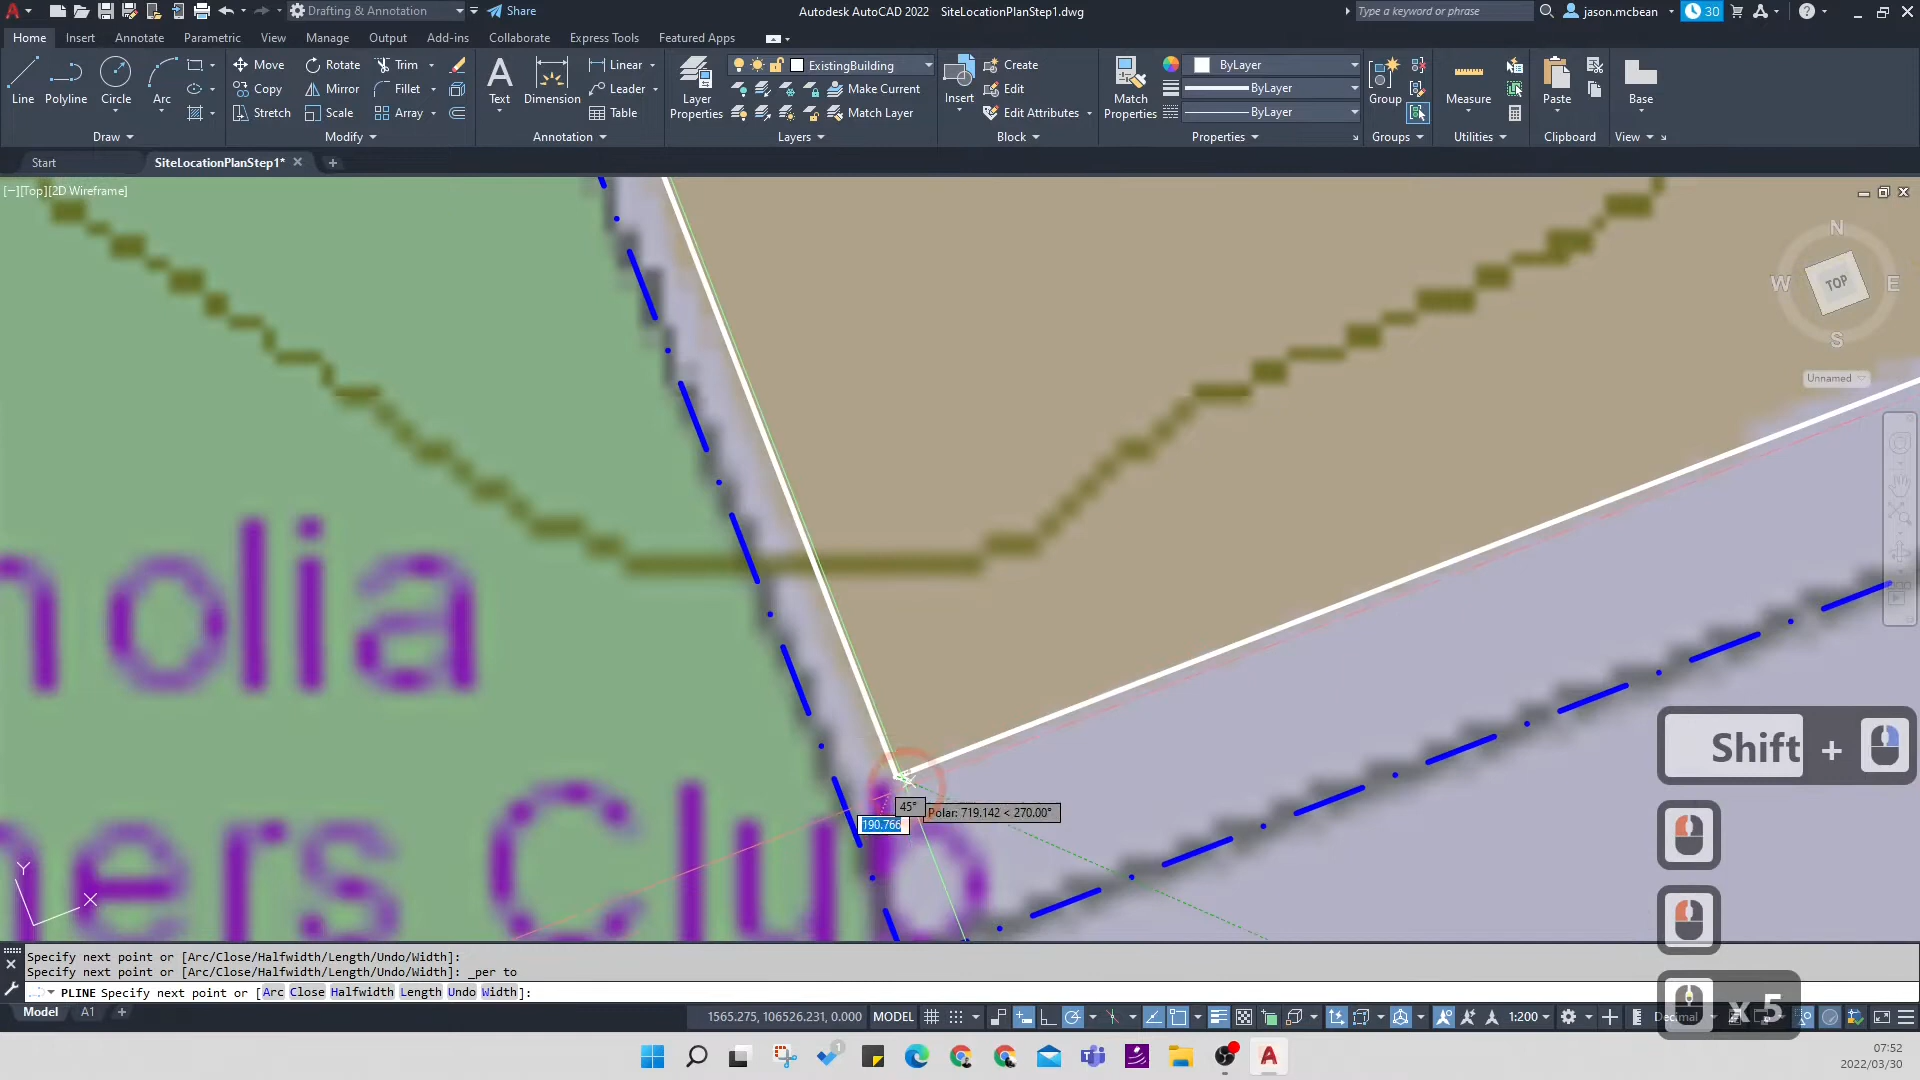 Drafting & Annotation
Share
Autodesk AutoCAD 2022 SiteLocationPlanStep1.dwg
Type a keyword or phrase
jason.mcbean
30
Home Insert Annotate Parametric View Manage Output Add-ins Collaborate Express Tools Featured Apps
Line Polyline Circle Arc
Move Rotate Trim
Copy Mirror Fillet
Stretch Scale Array
Text Dimension
Linear
Leader
Table
Layer Properties
ExistingBuilding
Make Current
Match Layer
Insert
Create
Edit
Edit Attributes
Match Properties
ByLayer
ByLayer
ByLayer
Group
Measure
Paste
Base
Draw Modify Annotation Layers Block Properties Groups Utilities Clipboard View
Start SiteLocationPlanStep1*
[−][Top][2D Wireframe]
N
W TOP E
S
Unnamed
nolia
ners Club
45°
Polar: 719.142 < 270.00°
190.766
Shift +
x 5
Y
X
Specify next point or [Arc/Close/Halfwidth/Length/Undo/Width]:
Specify next point or [Arc/Close/Halfwidth/Length/Undo/Width]: _per to
PLINE Specify next point or [Arc Close Halfwidth Length Undo Width]:
Model A1
1565.275, 106526.231, 0.000 MODEL
1:200
Decimal
07:52
2022/03/30